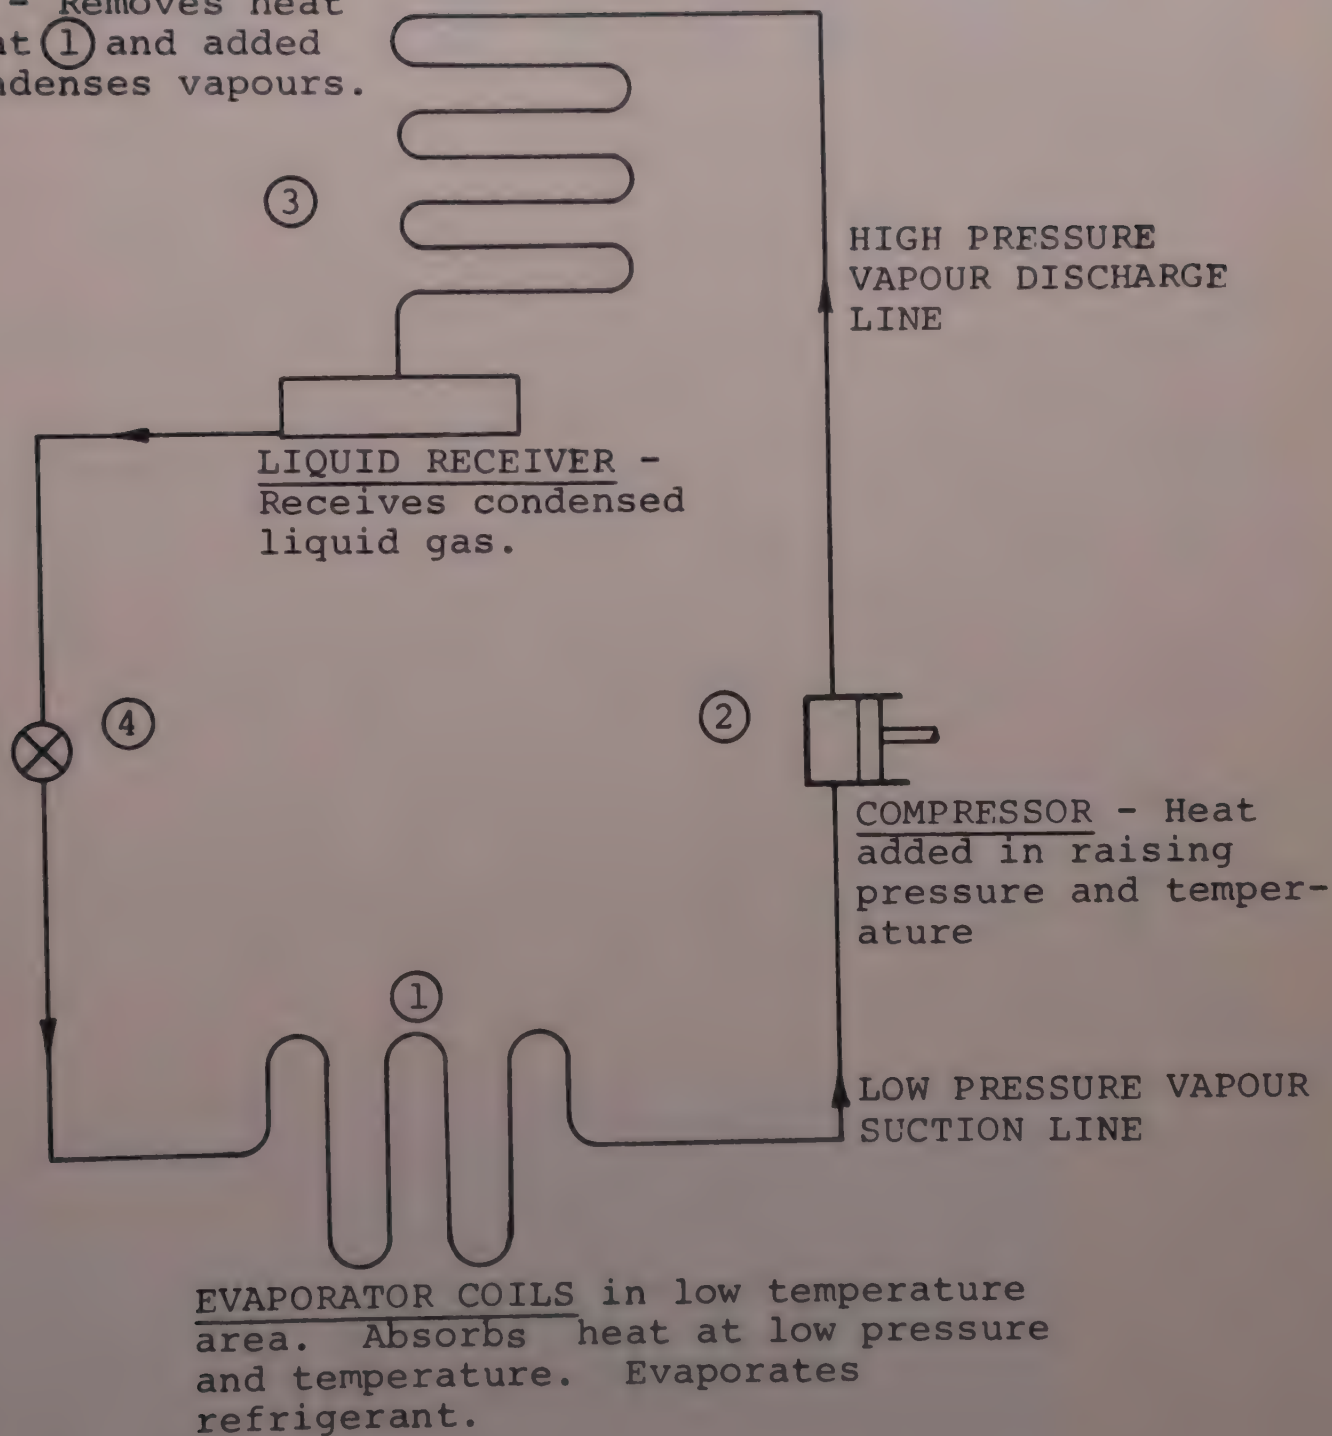 - Removes heat
at 1 and added
denses vapours.
3
HIGH PRESSURE
VAPOUR DISCHARGE
LINE
LIQUID RECEIVER -
Receives condensed
liquid gas.
4
2
COMPRESSOR - Heat
added in raising
pressure and temper-
ature
1
LOW PRESSURE VAPOUR
SUCTION LINE
EVAPORATOR COILS in low temperature
area. Absorbs heat at low pressure
and temperature. Evaporates
refrigerant.